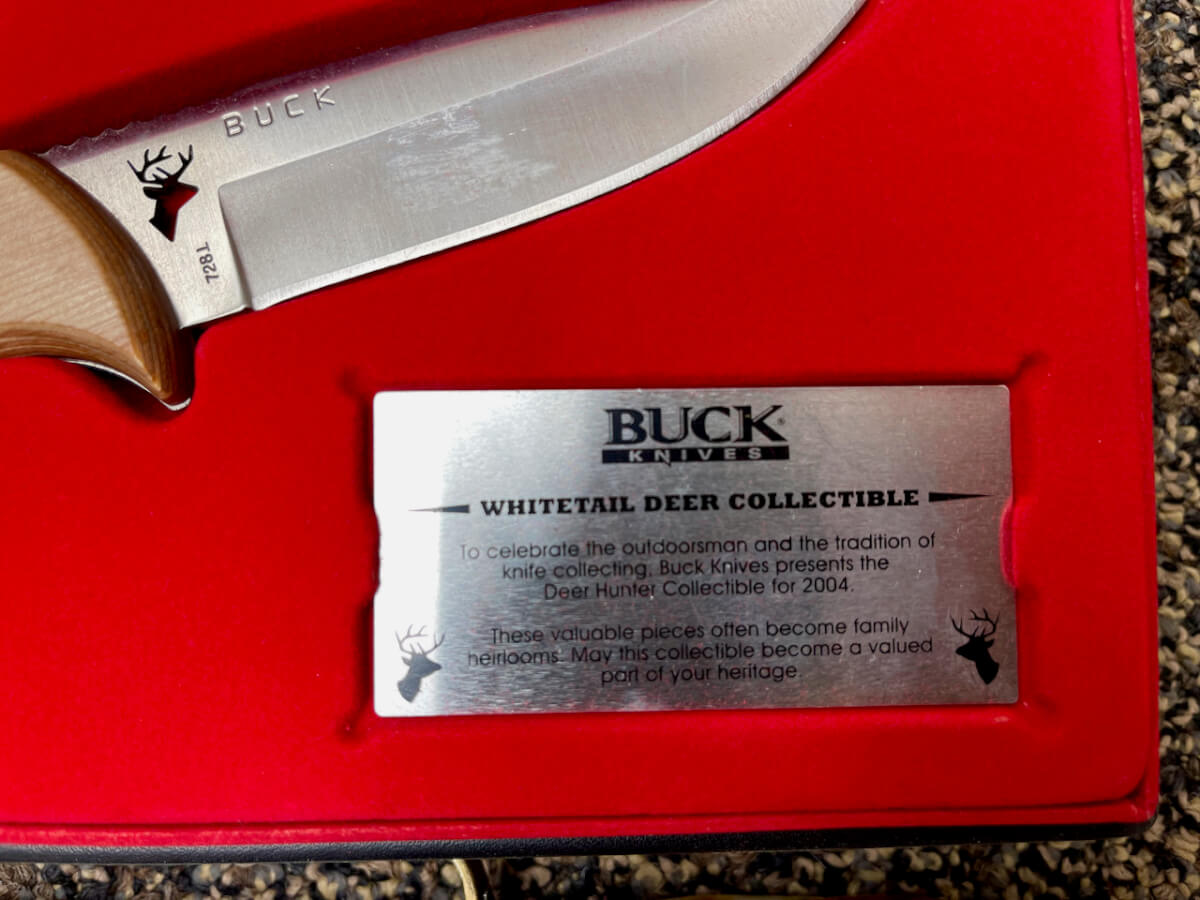 BUCK
728T
BUCK®
KNIVES
WHITETAIL DEER COLLECTIBLE
To celebrate the outdoorsman and the tradition of
knife collecting, Buck Knives presents the
Deer Hunter Collectible for 2004.
These valuable pieces often become family
heirlooms. May this collectible become a valued
part of your heritage.